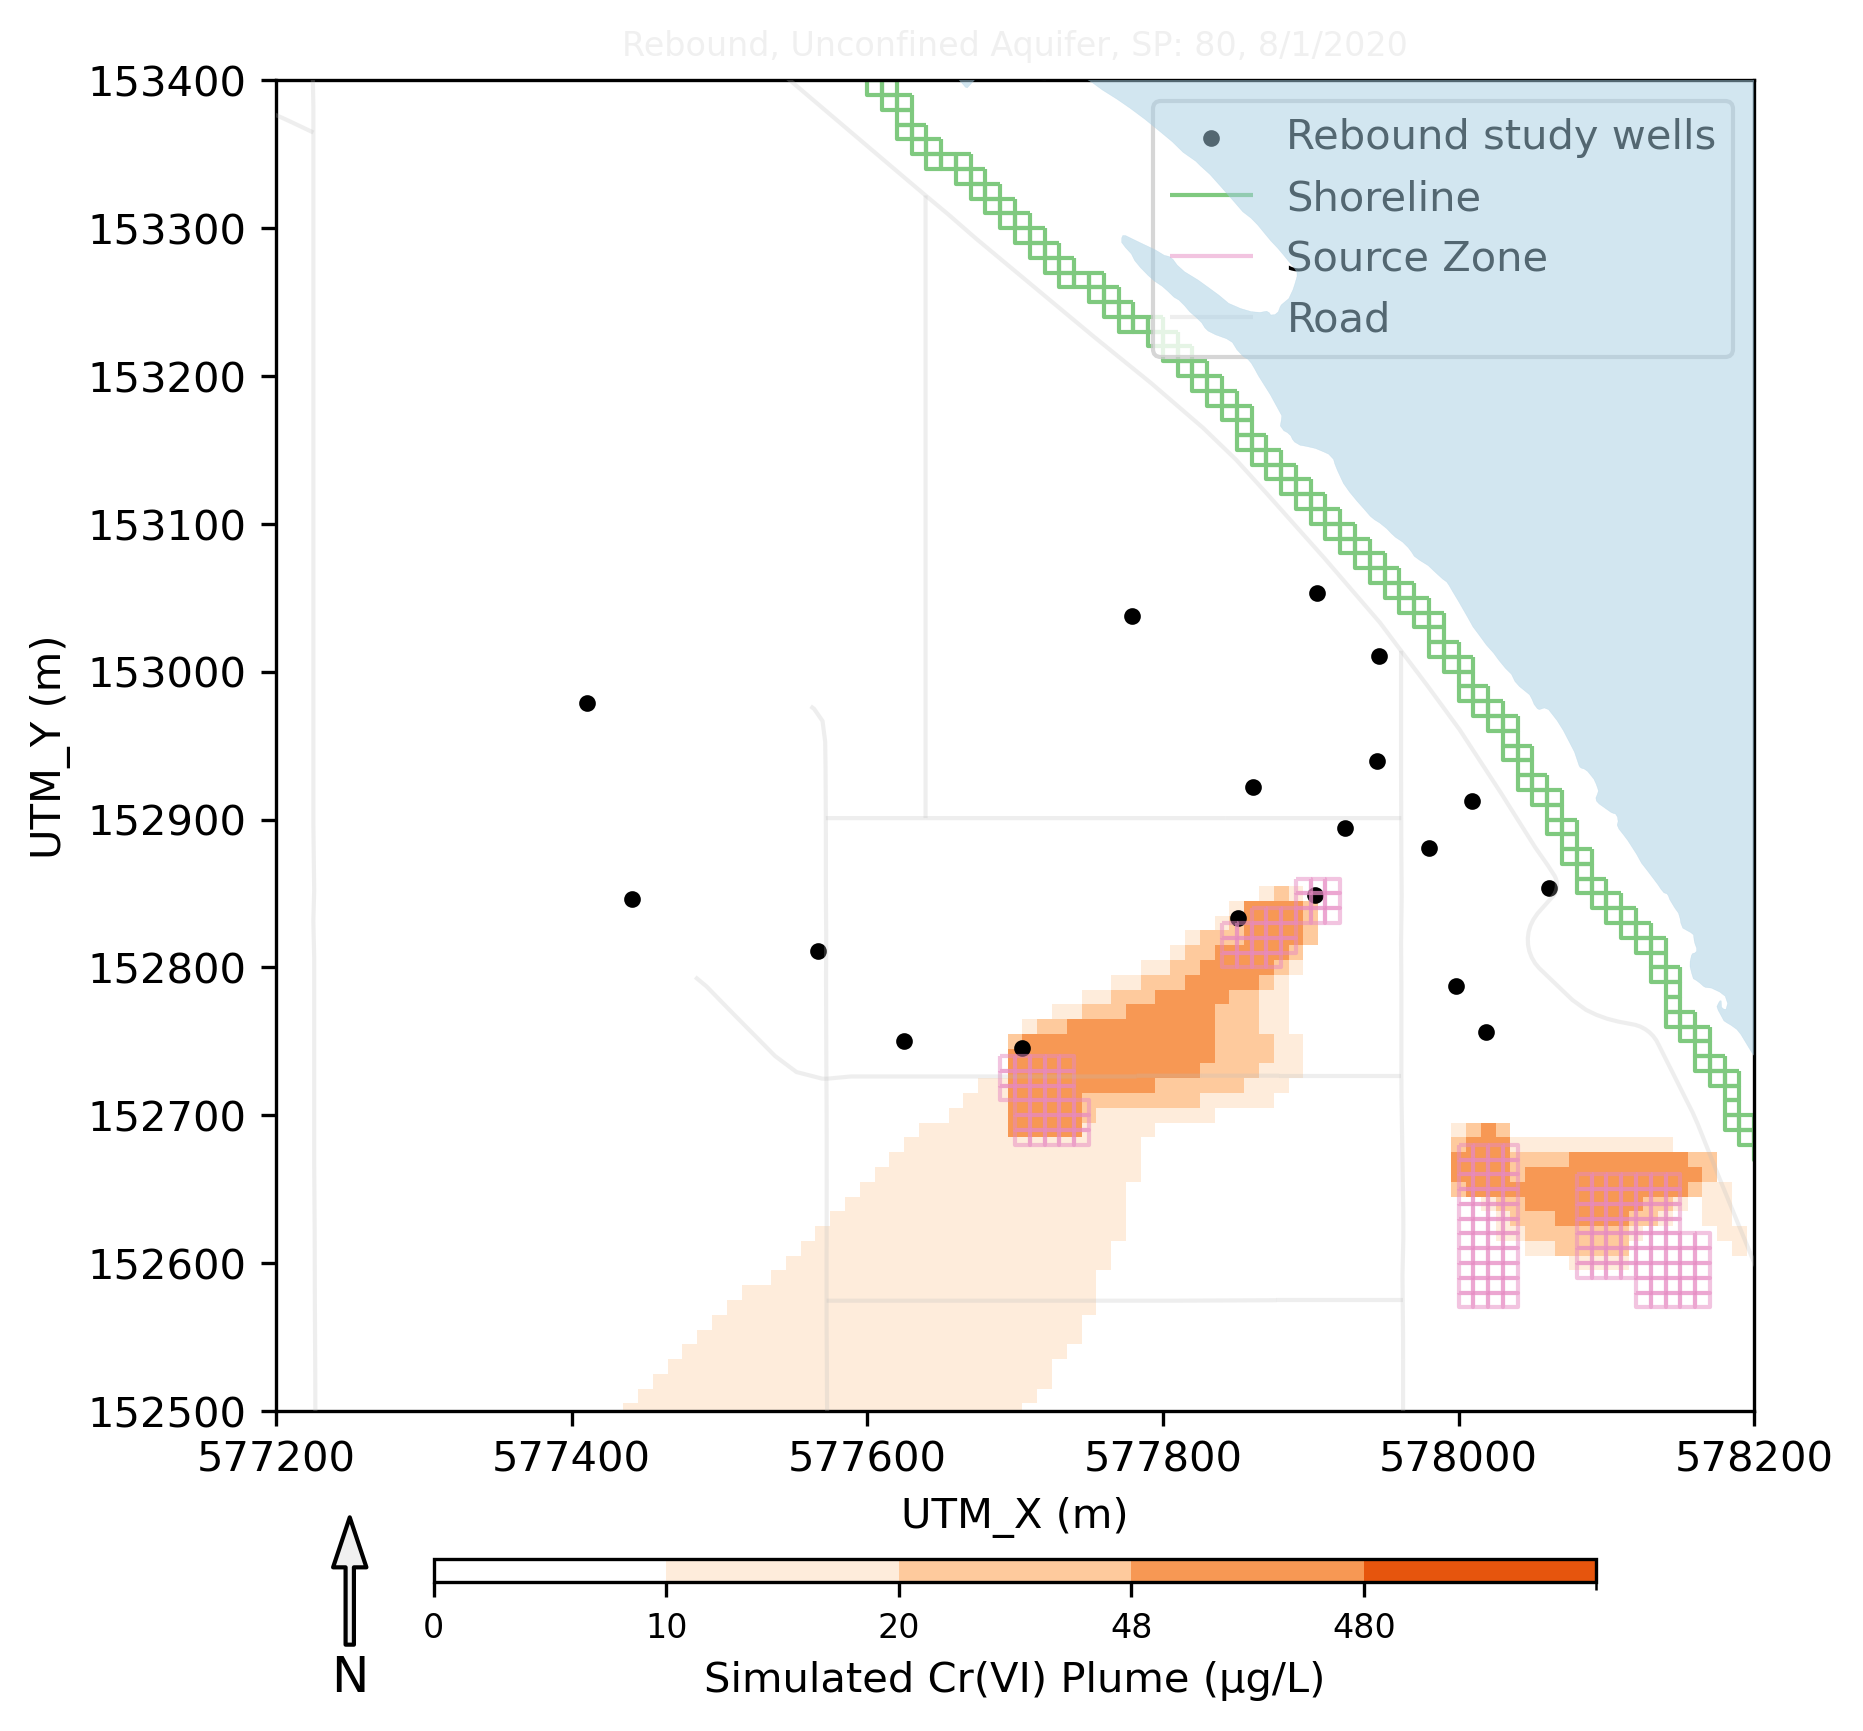 Rebound, Unconfined Aquifer, SP: 80, 8/1/2020
153400
153300
153200
153100
153000
152900
152800
152700
152600
152500
UTM_Y (m)
Rebound study wells
Shoreline
Source Zone
Road
577200 577400 577600 577800 578000 578200
UTM_X (m)
N
0 10 20 48 480
Simulated Cr(VI) Plume (µg/L)